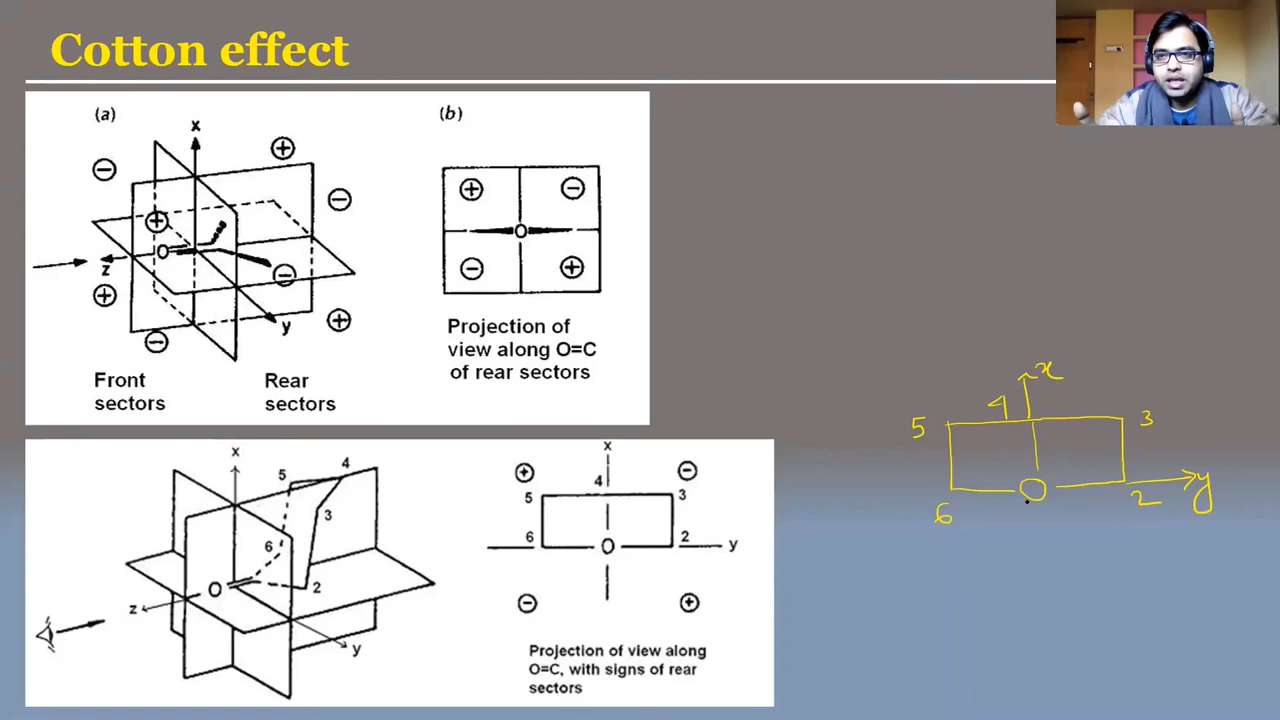 Cotton effect
(a)
x
+
−
−
+
O
z
−
+
−
+
y
Front
sectors
Rear
sectors
(b)
+
−
O
−
+
Projection of
view along O=C
of rear sectors
x
5
4
3
6
O
2
z
y
x
+
−
4
5
3
6
2
O
y
−
+
Projection of view along
O=C, with signs of rear
sectors
x
4
5
3
O
y
2
6